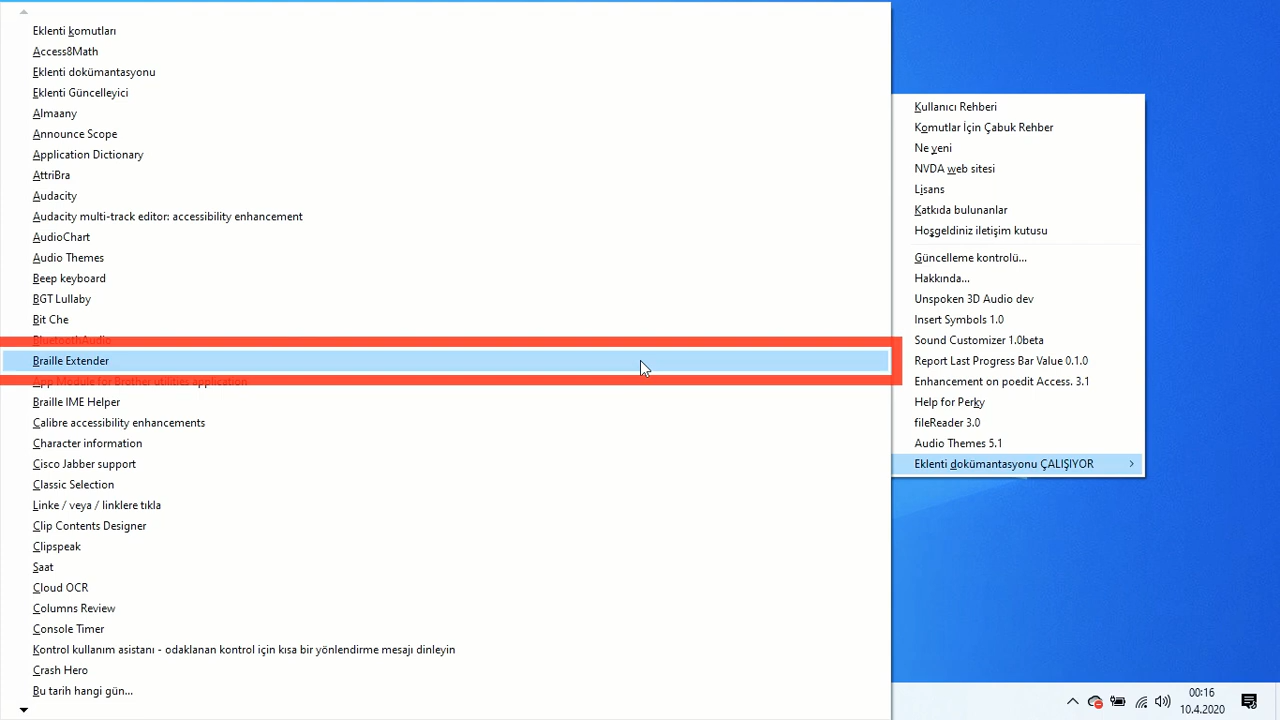 Eklenti komutları
Access8Math
Eklenti dokümantasyonu
Eklenti Güncelleyici
Almaany
Announce Scope
Application Dictionary
AttriBra
Audacity
Audacity multi-track editor: accessibility enhancement
AudioChart
Audio Themes
Beep keyboard
BGT Lullaby
Bit Che
BluetoothAudio
Braille Extender
App Module for Brother utilities application
Braille IME Helper
Calibre accessibility enhancements
Character information
Cisco Jabber support
Classic Selection
Linke / veya / linklere tıkla
Clip Contents Designer
Clipspeak
Saat
Cloud OCR
Columns Review
Console Timer
Kontrol kullanım asistanı - odaklanan kontrol için kısa bir yönlendirme mesajı dinleyin
Crash Hero
Bu tarih hangi gün...
Kullanıcı Rehberi
Komutlar İçin Çabuk Rehber
Ne yeni
NVDA web sitesi
Lisans
Katkıda bulunanlar
Hoşgeldiniz iletişim kutusu
Güncelleme kontrolü...
Hakkında...
Unspoken 3D Audio dev
Insert Symbols 1.0
Sound Customizer 1.0beta
Report Last Progress Bar Value 0.1.0
Enhancement on poedit Access. 3.1
Help for Perky
fileReader 3.0
Audio Themes 5.1
Eklenti dokümantasyonu ÇALIŞIYOR
00:16
10.4.2020